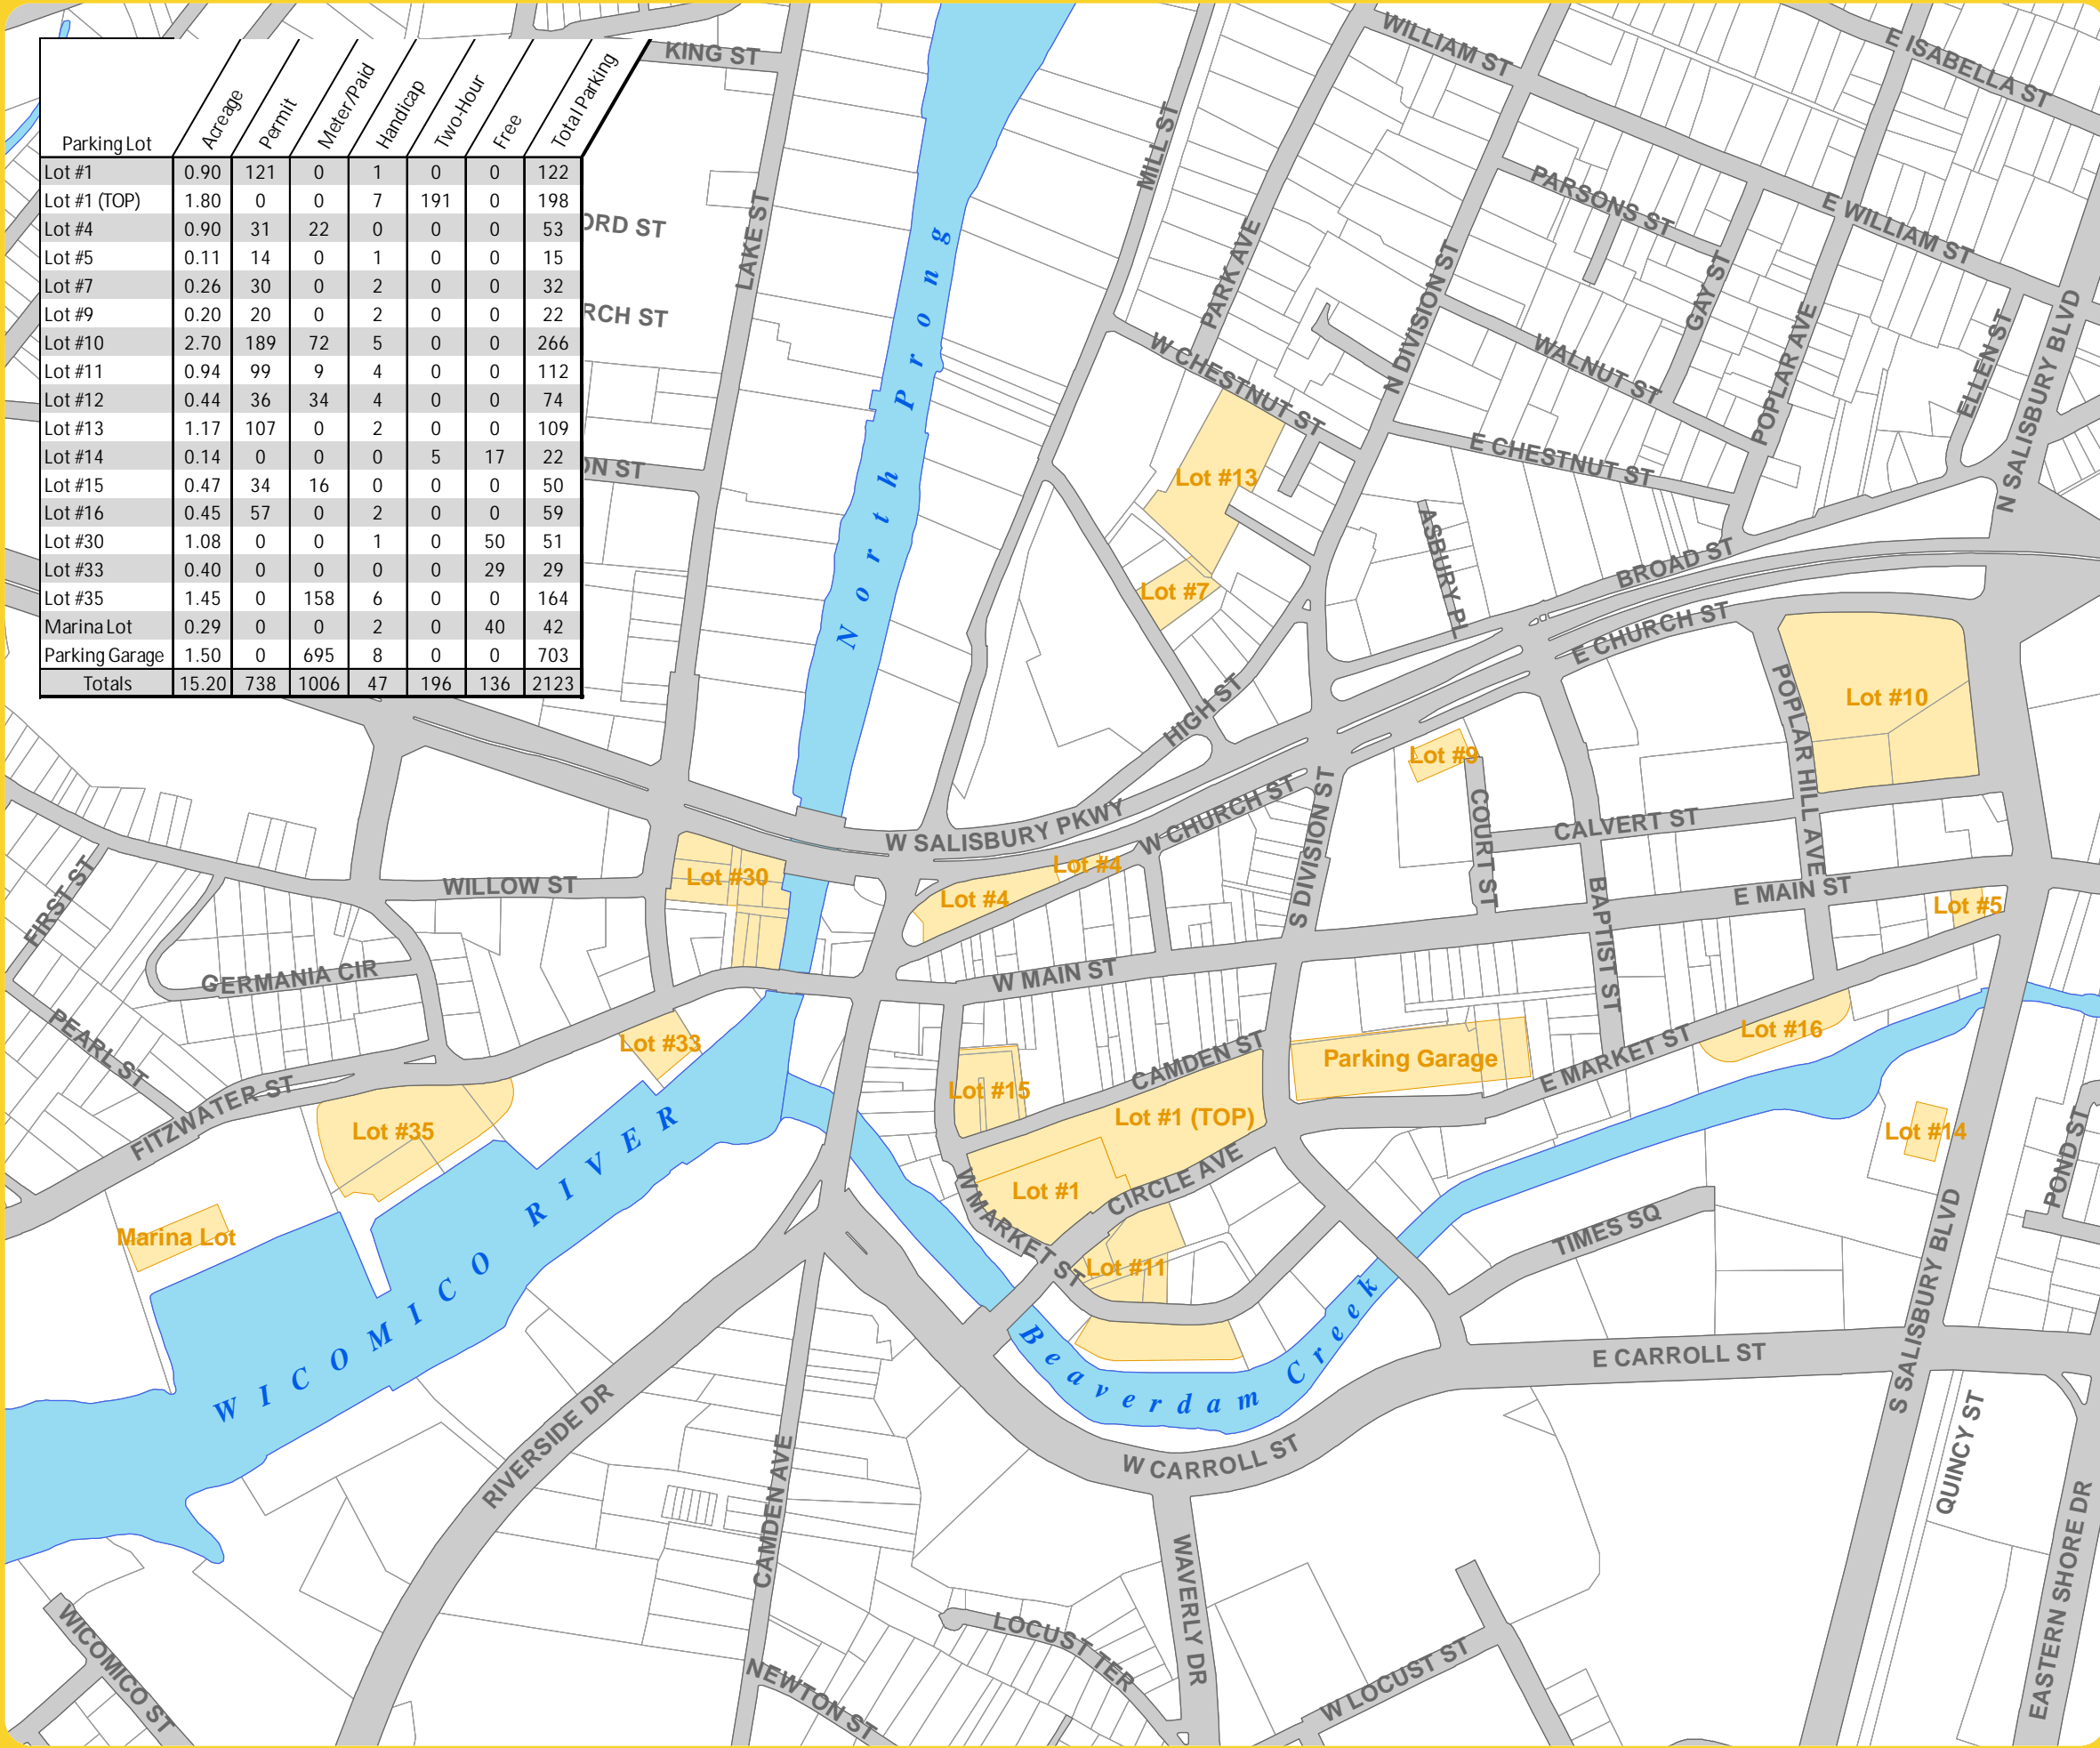 Parking Lot Acreage Permit Meter/Paid Handicap Two-Hour Free Total Parking
Lot #1 0.90 121 0 1 0 0 122
Lot #1 (TOP) 1.80 0 0 7 191 0 198
Lot #4 0.90 31 22 0 0 0 53
Lot #5 0.11 14 0 1 0 0 15
Lot #7 0.26 30 0 2 0 0 32
Lot #9 0.20 20 0 2 0 0 22
Lot #10 2.70 189 72 5 0 0 266
Lot #11 0.94 99 9 4 0 0 112
Lot #12 0.44 36 34 4 0 0 74
Lot #13 1.17 107 0 2 0 0 109
Lot #14 0.14 0 0 0 5 17 22
Lot #15 0.47 34 16 0 0 0 50
Lot #16 0.45 57 0 2 0 0 59
Lot #30 1.08 0 0 1 0 50 51
Lot #33 0.40 0 0 0 0 29 29
Lot #35 1.45 0 158 6 0 0 164
Marina Lot 0.29 0 0 2 0 40 42
Parking Garage 1.50 0 695 8 0 0 703
Totals 15.20 738 1006 47 196 136 2123
KING ST
ORD ST
RCH ST
ON ST
LAKE ST
North Prong
MILL ST
WILLIAM ST
E ISABELLA ST
PARSONS ST
E WILLIAM ST
PARK AVE
N DIVISION ST
GAY ST
POPLAR AVE
ELLEN ST
N SALISBURY BLVD
W CHESTNUT ST
WALNUT ST
E CHESTNUT ST
Lot #13
ASBURY PL
BROAD ST
Lot #7
E CHURCH ST
HIGH ST
POPLAR HILL AVE
Lot #10
Lot #9
W SALISBURY PKWY
W CHURCH ST
S DIVISION ST
COURT ST
CALVERT ST
FIRST ST
WILLOW ST
Lot #30
Lot #4
Lot #4
BAPTIST ST
E MAIN ST
Lot #5
GERMANIA CIR
W MAIN ST
PEARL ST
Lot #33
CAMDEN ST
Parking Garage
E MARKET ST
Lot #16
FITZWATER ST
Lot #35
Lot #15
Lot #1 (TOP)
Lot #14
POND ST
WICOMICO RIVER
Marina Lot
W MARKET ST
Lot #1
CIRCLE AVE
Lot #11
TIMES SQ
Beaverdam Creek
E CARROLL ST
S SALISBURY BLVD
RIVERSIDE DR
CAMDEN AVE
W CARROLL ST
QUINCY ST
WAVERLY DR
EASTERN SHORE DR
WICOMICO ST
NEWTON ST
LOCUST TER
W LOCUST ST